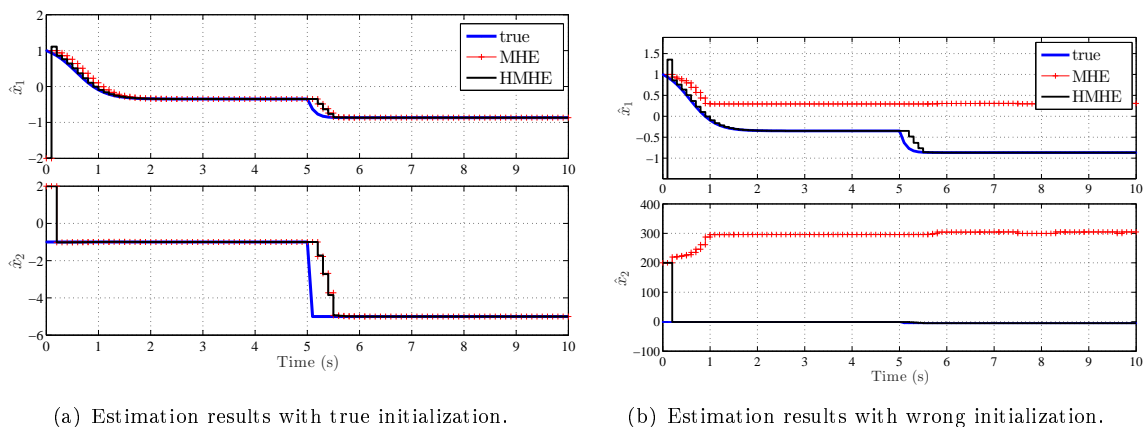 true
MHE
HMHE
x̂1
1
0
−1
−2
0 1 2 3 4 5 6 7 8 9 10
x̂2
2
0
−2
−4
−6
0 1 2 3 4 5 6 7 8 9 10
Time (s)
(a) Estimation results with true initialization.
true
MHE
HMHE
x̂1
1.5
1
0.5
0
−0.5
−1
0 1 2 3 4 5 6 7 8 9 10
x̂2
400
300
200
100
0
−100
0 1 2 3 4 5 6 7 8 9 10
Time (s)
(b) Estimation results with wrong initialization.